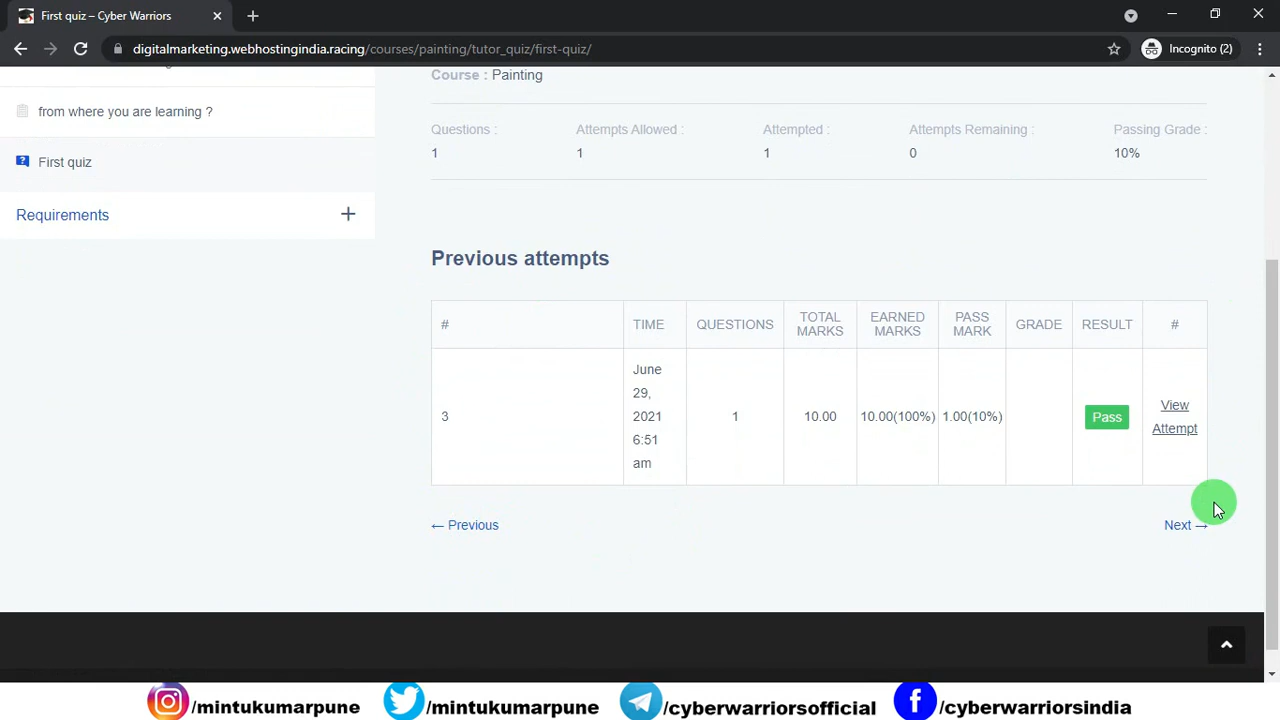 First quiz – Cyber Warriors
digitalmarketing.webhostingindia.racing/courses/painting/tutor_quiz/first-quiz/
Incognito (2)
from where you are learning ?
First quiz
Requirements
Course : Painting
Questions : Attempts Allowed : Attempted : Attempts Remaining : Passing Grade :
1 1 1 0 10%
Previous attempts
# TIME QUESTIONS TOTAL MARKS EARNED MARKS PASS MARK GRADE RESULT #
3 June 29, 2021 6:51 am 1 10.00 10.00(100%) 1.00(10%) Pass View Attempt
← Previous
Next →
/mintukumarpune /mintukumarpune /cyberwarriorsofficial /cyberwarriorsindia